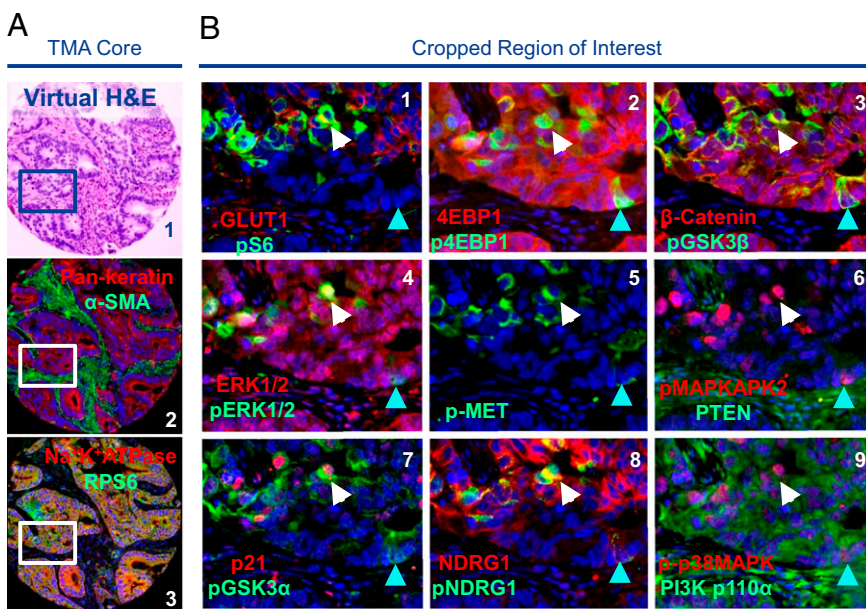 A
B
TMA Core
Cropped Region of Interest
Virtual H&E
1
Pan-keratin
α-SMA
2
Na⁺K⁺ATPase
RPS6
3
1
GLUT1
pS6
2
4EBP1
p4EBP1
3
β-Catenin
pGSK3β
4
ERK1/2
pERK1/2
5
p-MET
6
pMAPKAPK2
PTEN
7
p21
pGSK3α
8
NDRG1
pNDRG1
9
p-p38MAPK
PI3K p110α